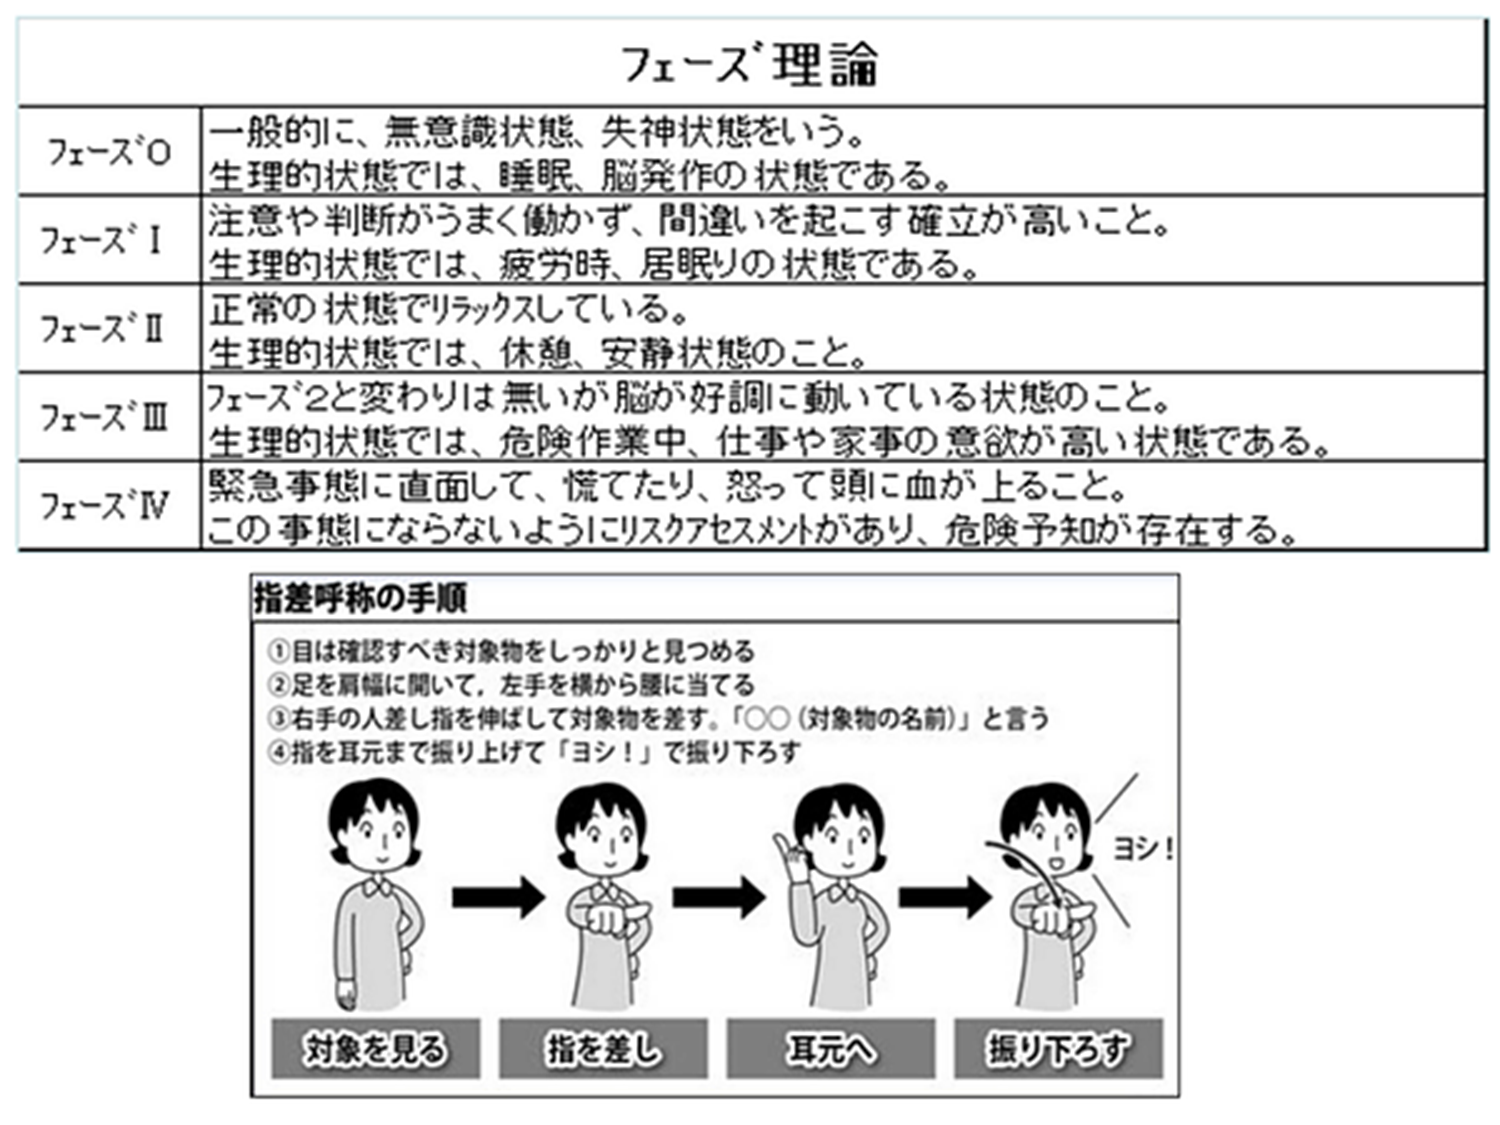 フェーズ理論
フェーズ0
一般的に、無意識状態、失神状態をいう。
生理的状態では、睡眠、脳発作の状態である。
フェーズⅠ
注意や判断がうまく働かず、間違いを起こす確立が高いこと。
生理的状態では、疲労時、居眠りの状態である。
フェーズⅡ
正常の状態でリラックスしている。
生理的状態では、休憩、安静状態のこと。
フェーズⅢ
フェーズ2と変わりは無いが脳が好調に動いている状態のこと。
生理的状態では、危険作業中、仕事や家事の意欲が高い状態である。
フェーズⅣ
緊急事態に直面して、慌てたり、怒って頭に血が上ること。
この事態にならないようにリスクアセスメントがあり、危険予知が存在する。
指差呼称の手順
①目は確認すべき対象物をしっかりと見つめる
②足を肩幅に開いて，左手を横から腰に当てる
③右手の人差し指を伸ばして対象物を差す。「○○（対象物の名前）」と言う
④指を耳元まで振り上げて「ヨシ！」で振り下ろす
ヨシ！
対象を見る
指を差し
耳元へ
振り下ろす